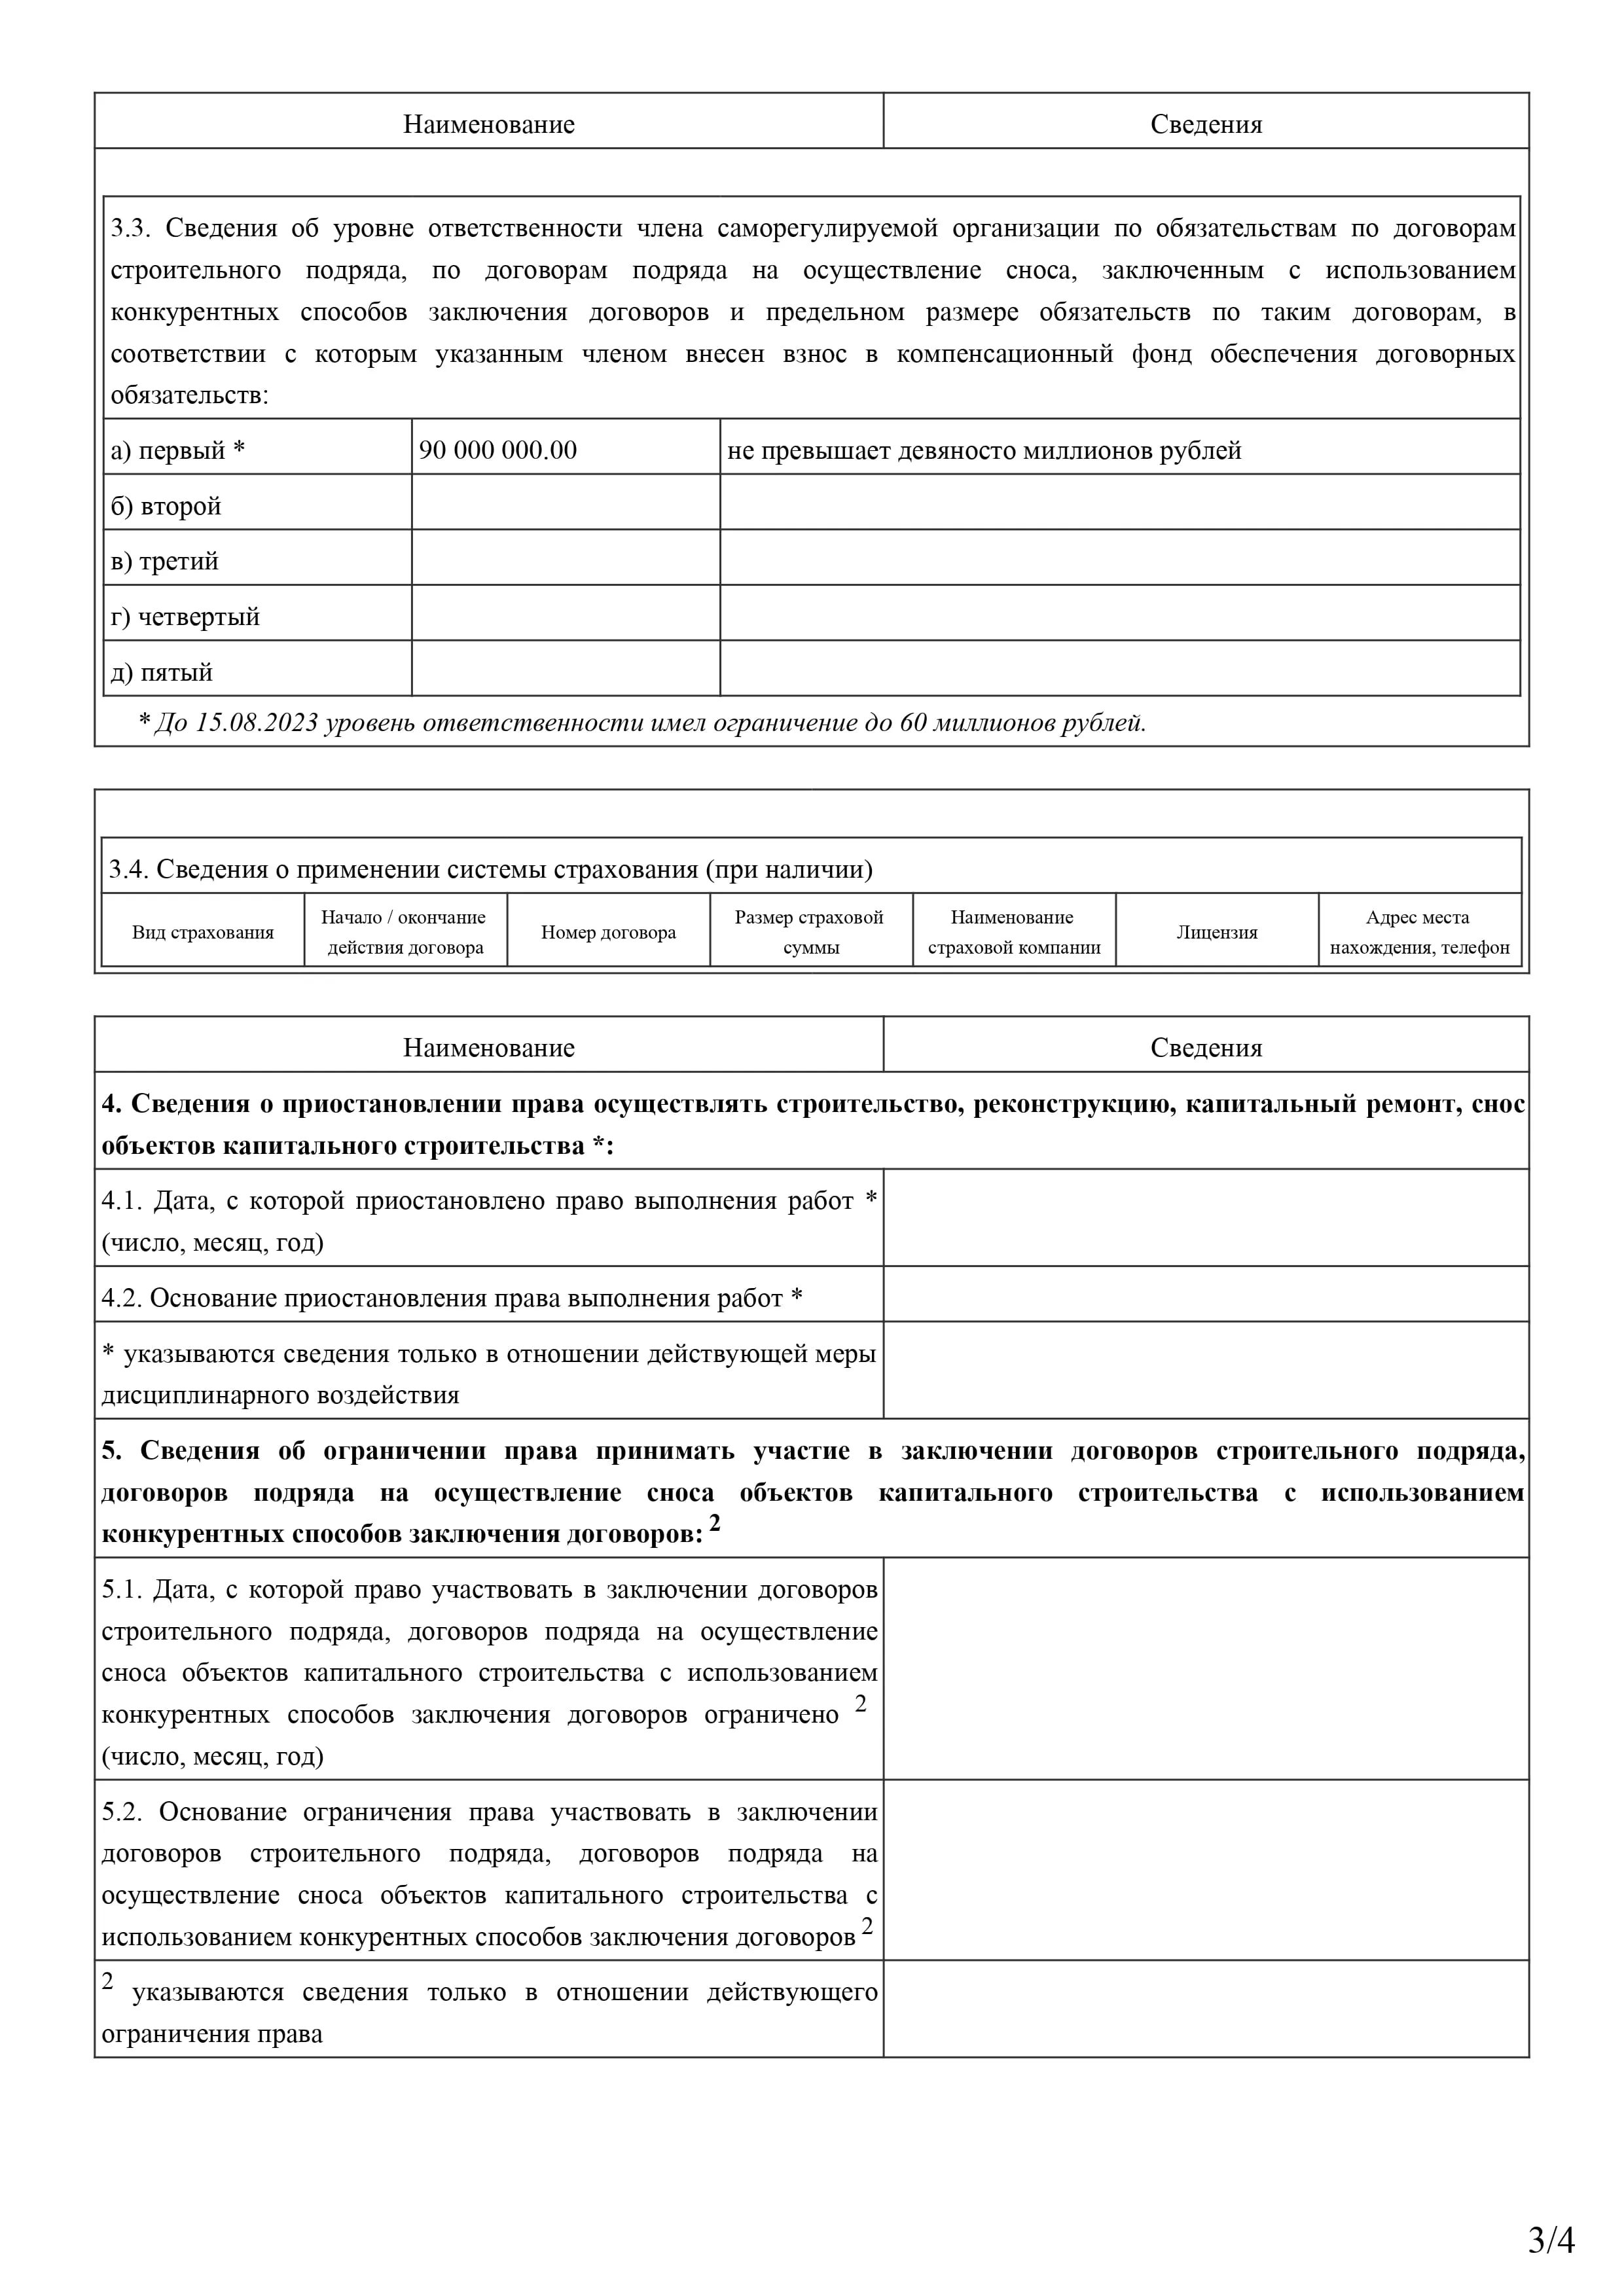 Наименование
Сведения
3.3. Сведения об уровне ответственности члена саморегулируемой организации по обязательствам по договорам
строительного подряда, по договорам подряда на осуществление сноса, заключенным с использованием
конкурентных способов заключения договоров и предельном размере обязательств по таким договорам, в
соответствии с которым указанным членом внесен взнос в компенсационный фонд обеспечения договорных
обязательств:
а) первый *
90 000 000.00
не превышает девяносто миллионов рублей
б) второй
в) третий
г) четвертый
д) пятый
* До 15.08.2023 уровень ответственности имел ограничение до 60 миллионов рублей.
3.4. Сведения о применении системы страхования (при наличии)
Вид страхования
Начало / окончание
действия договора
Номер договора
Размер страховой
суммы
Наименование
страховой компании
Лицензия
Адрес места
нахождения, телефон
Наименование
Сведения
4. Сведения о приостановлении права осуществлять строительство, реконструкцию, капитальный ремонт, снос
объектов капитального строительства *:
4.1. Дата, с которой приостановлено право выполнения работ *
(число, месяц, год)
4.2. Основание приостановления права выполнения работ *
* указываются сведения только в отношении действующей меры
дисциплинарного воздействия
5. Сведения об ограничении права принимать участие в заключении договоров строительного подряда,
договоров подряда на осуществление сноса объектов капитального строительства с использованием
конкурентных способов заключения договоров: 2
5.1. Дата, с которой право участвовать в заключении договоров
строительного подряда, договоров подряда на осуществление
сноса объектов капитального строительства с использованием
конкурентных способов заключения договоров ограничено 2
(число, месяц, год)
5.2. Основание ограничения права участвовать в заключении
договоров строительного подряда, договоров подряда на
осуществление сноса объектов капитального строительства с
использованием конкурентных способов заключения договоров 2
2 указываются сведения только в отношении действующего
ограничения права
3/4